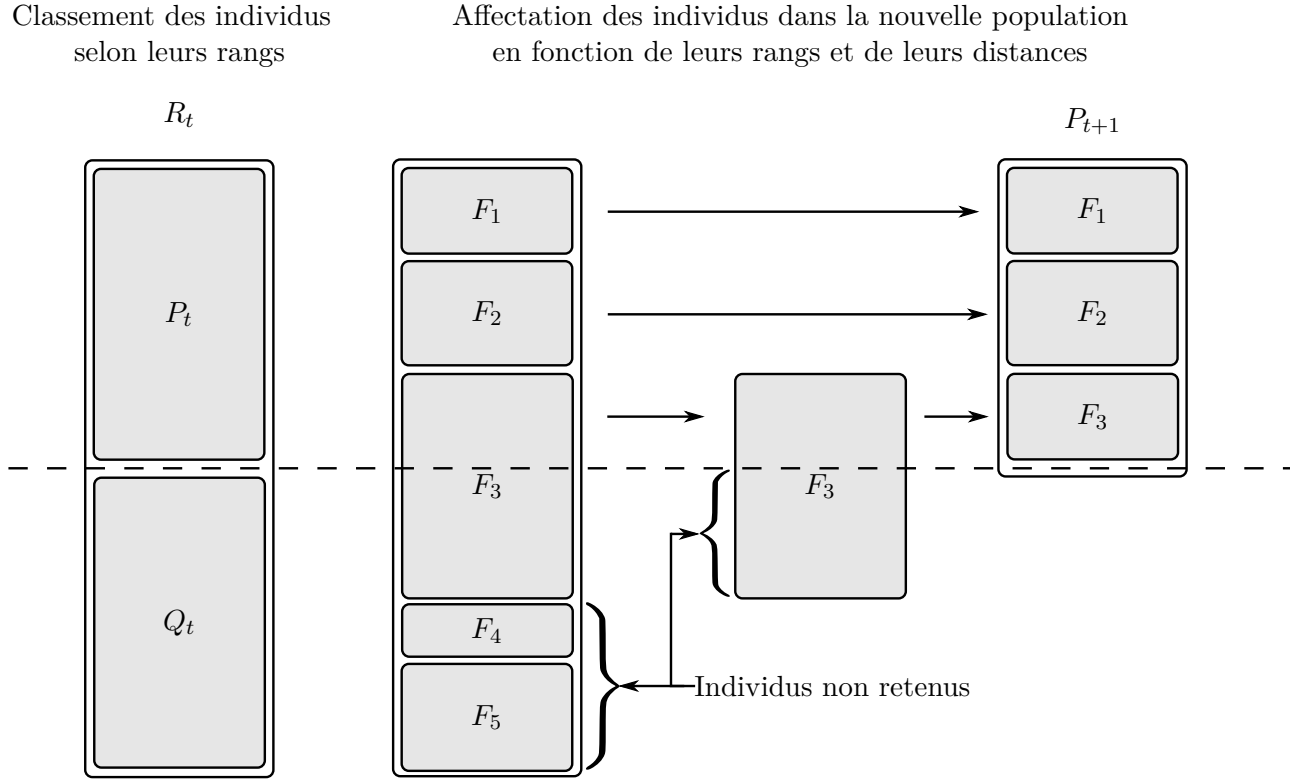 Classement des individus
selon leurs rangs
Affectation des individus dans la nouvelle population
en fonction de leurs rangs et de leurs distances
R_t
P_{t+1}
P_t
Q_t
F_1
F_2
F_3
F_4
F_5
F_3
F_1
F_2
F_3
Individus non retenus